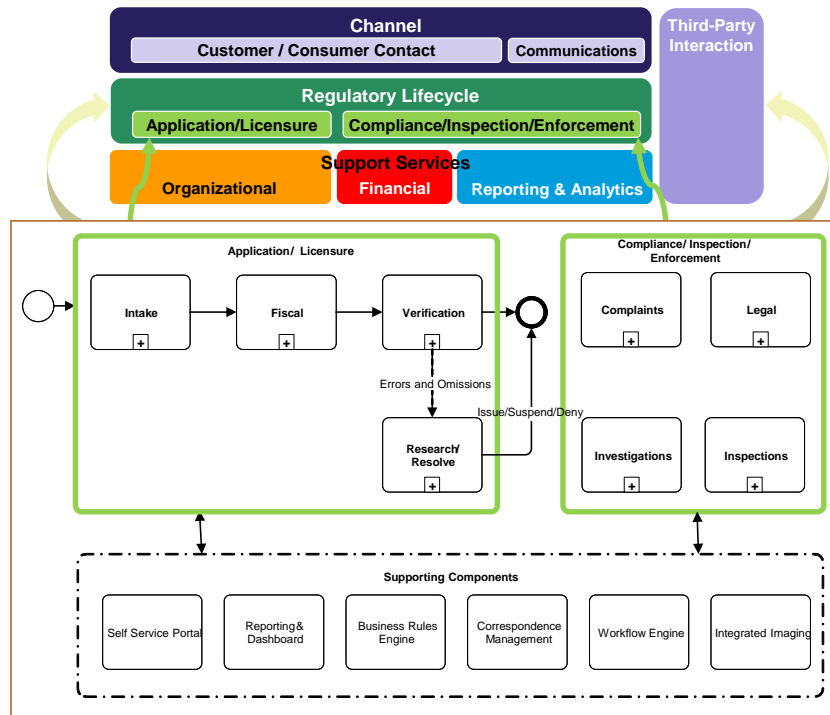 Channel
Customer / Consumer Contact
Communications
Third-Party
Interaction
Regulatory Lifecycle
Application/Licensure
Compliance/Inspection/Enforcement
Support Services
Organizational
Financial
Reporting & Analytics
Application/ Licensure
Compliance/ Inspection/
Enforcement
Intake
+
Fiscal
+
Verification
+
Complaints
+
Legal
+
Errors and Omissions
Issue/Suspend/Deny
Research/
Resolve
+
Investigations
+
Inspections
+
Supporting Components
Self Service Portal
Reporting &
Dashboard
Business Rules
Engine
Correspondence
Management
Workflow Engine
Integrated Imaging